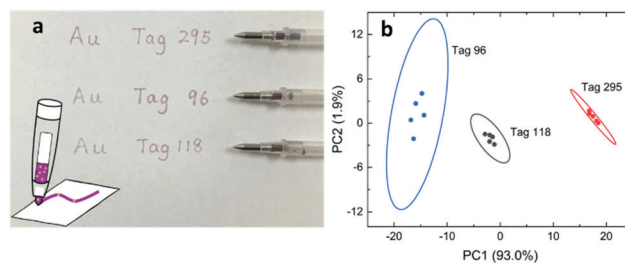 a
Au Tag 295
Au Tag 96
Au Tag 118
b
PC2 (1.9%)
12
6
0
-6
-12
Tag 96
Tag 118
Tag 295
-20 -10 0 10 20
PC1 (93.0%)